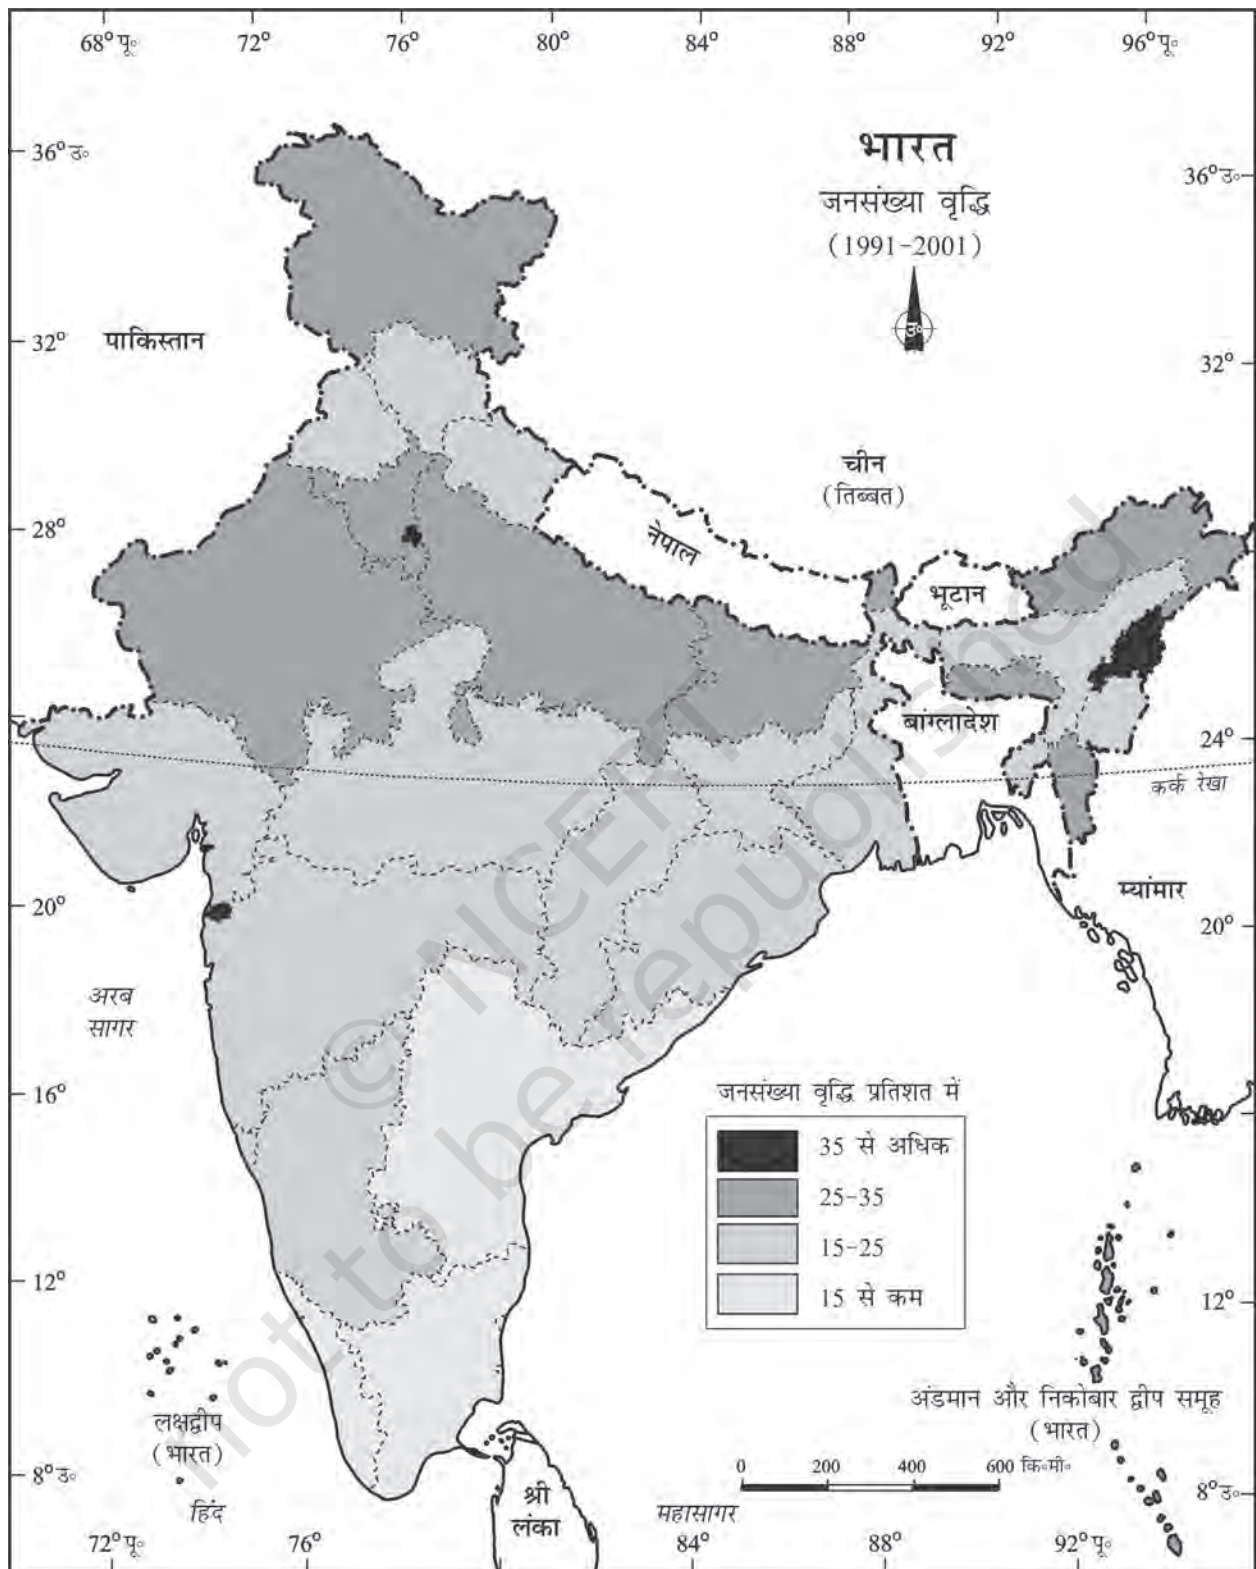 68° पू॰ 72° 76° 80° 84° 88° 92° 96° पू॰
36° उ॰
36° उ॰
भारत
जनसंख्या वृद्धि
(1991-2001)
उ॰
पाकिस्तान
32°
32°
चीन
(तिब्बत)
28°
28°
नेपाल
भूटान
बांग्लादेश
24°
कर्क रेखा
म्यांमार
20°
20°
अरब
सागर
16°
जनसंख्या वृद्धि प्रतिशत में
35 से अधिक
25-35
15-25
15 से कम
12°
12°
लक्षद्वीप
(भारत)
अंडमान और निकोबार द्वीप समूह
(भारत)
0 200 400 600 कि॰मी॰
8° उ॰
8° उ॰
हिंद
महासागर
श्री
लंका
72° पू॰ 76° 84° 88° 92° पू॰
© NCERT
not to be republished